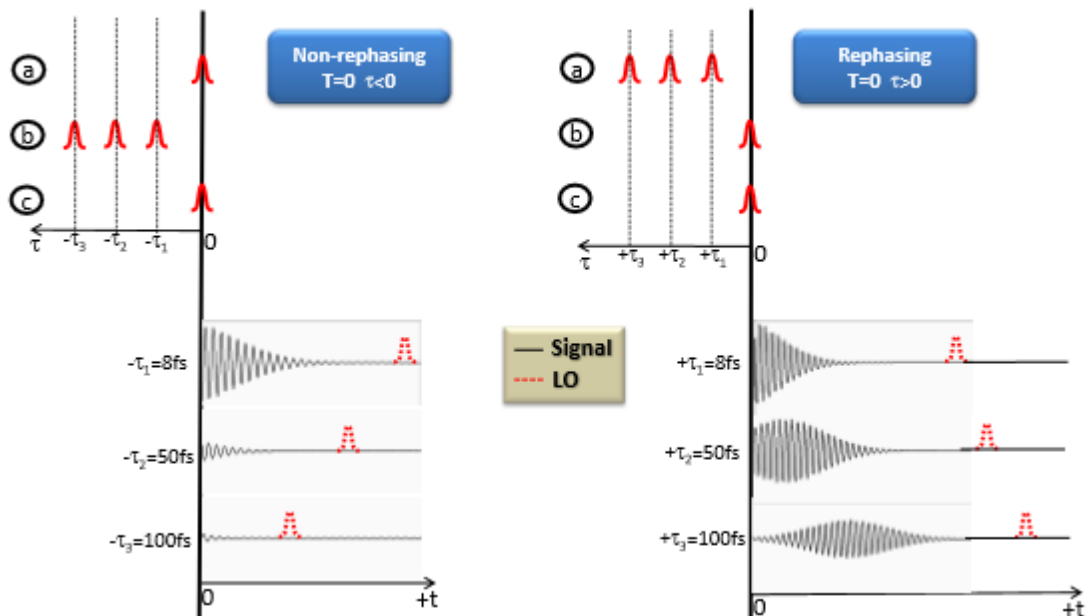 Non-rephasing
T=0 τ<0
a
b
c
τ
-τ3
-τ2
-τ1
0
-τ1=8fs
-τ2=50fs
-τ3=100fs
0
+t
Signal
LO
Rephasing
T=0 τ>0
a
b
c
τ
+τ3
+τ2
+τ1
0
+τ1=8fs
+τ2=50fs
+τ3=100fs
0
+t